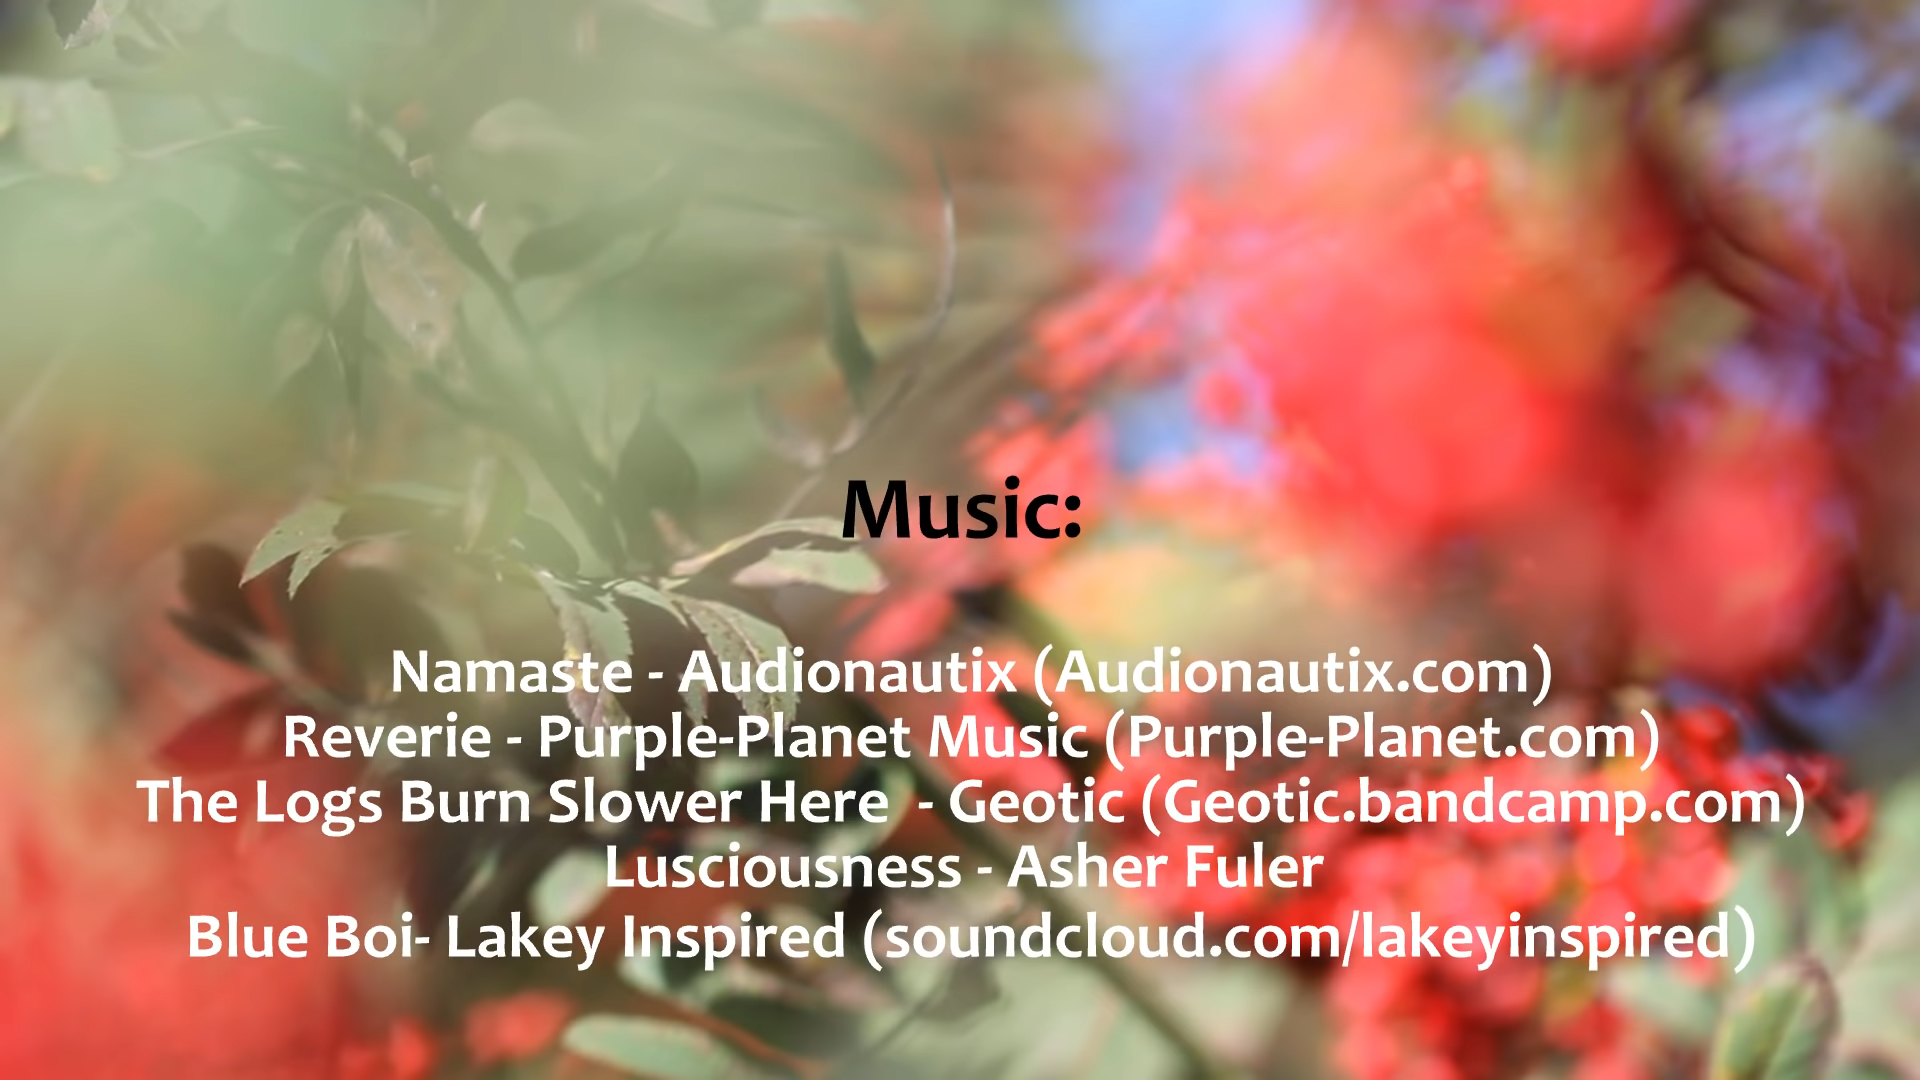 Music:
Namaste - Audionautix (Audionautix.com)
Reverie - Purple-Planet Music (Purple-Planet.com)
The Logs Burn Slower Here  - Geotic (Geotic.bandcamp.com)
Lusciousness - Asher Fuler
Blue Boi- Lakey Inspired (soundcloud.com/lakeyinspired)